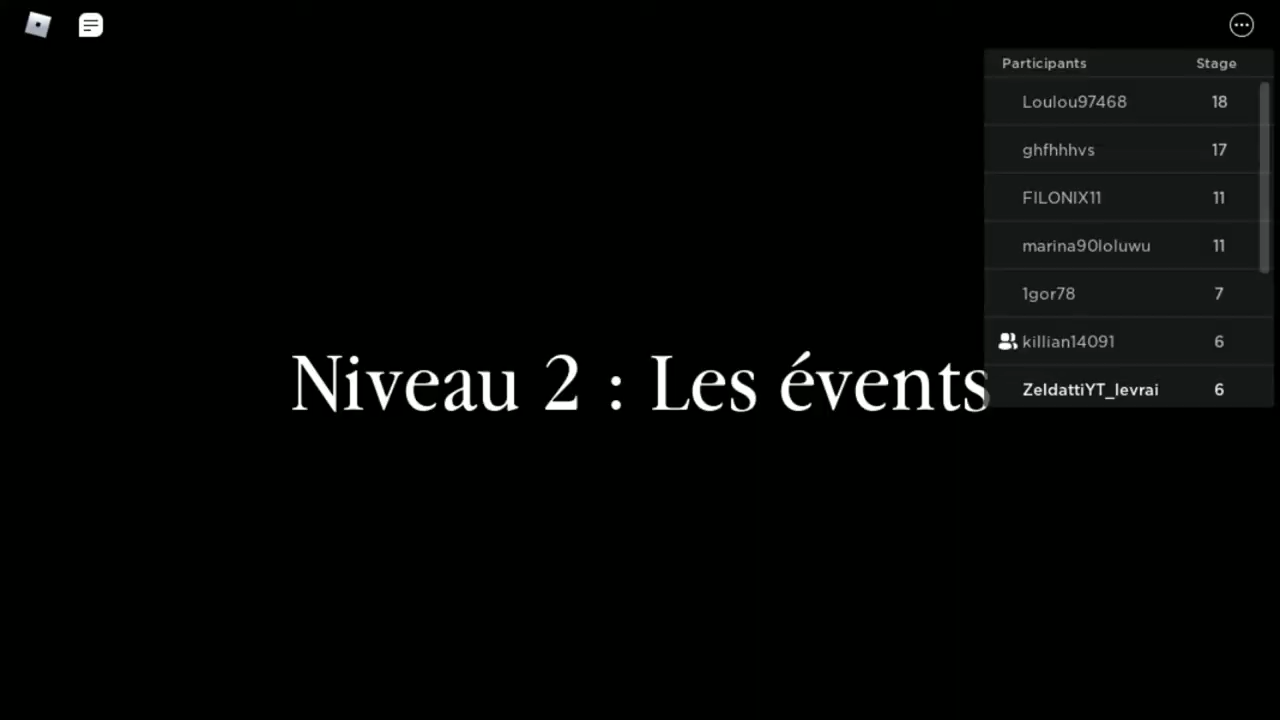 Participants Stage
Loulou97468 18
ghfhhhvs 17
FILONIX11 11
marina90loluwu 11
1gor78 7
killian14091 6
ZeldattiYT_levrai 6
Niveau 2 : Les évents